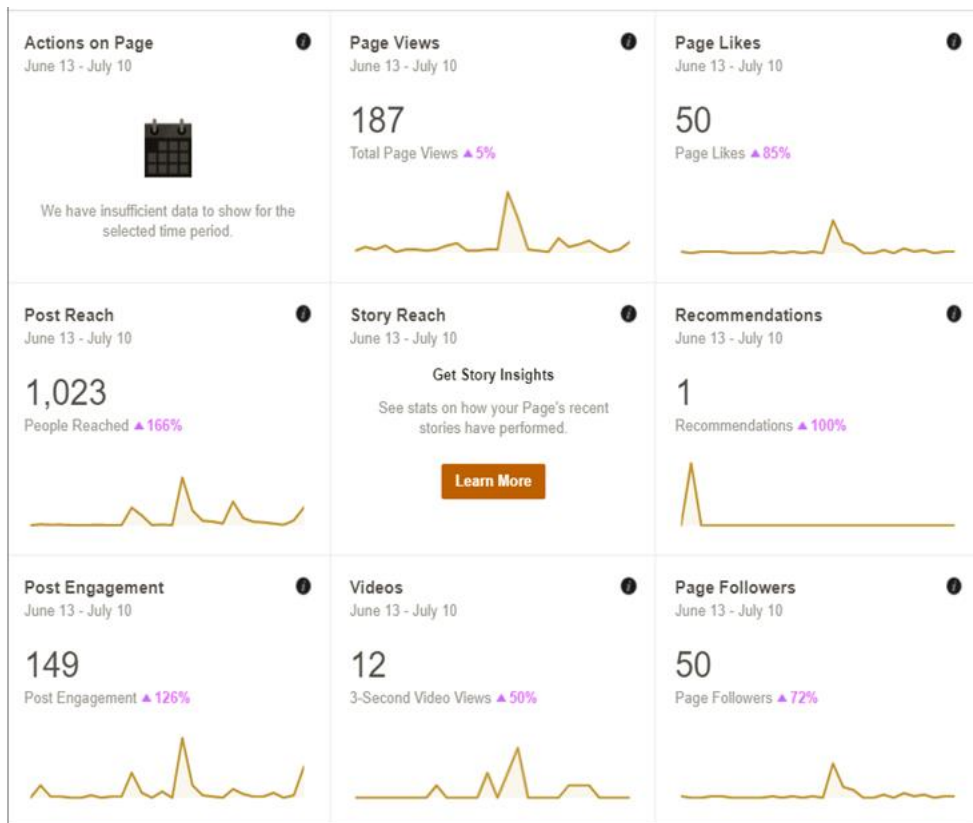 Actions on Page
June 13 - July 10
We have insufficient data to show for the
selected time period.
Page Views
June 13 - July 10
187
Total Page Views ▲ 5%
Page Likes
June 13 - July 10
50
Page Likes ▲ 85%
Post Reach
June 13 - July 10
1,023
People Reached ▲ 166%
Story Reach
June 13 - July 10
Get Story Insights
See stats on how your Page's recent
stories have performed.
Learn More
Recommendations
June 13 - July 10
1
Recommendations ▲ 100%
Post Engagement
June 13 - July 10
149
Post Engagement ▲ 126%
Videos
June 13 - July 10
12
3-Second Video Views ▲ 50%
Page Followers
June 13 - July 10
50
Page Followers ▲ 72%